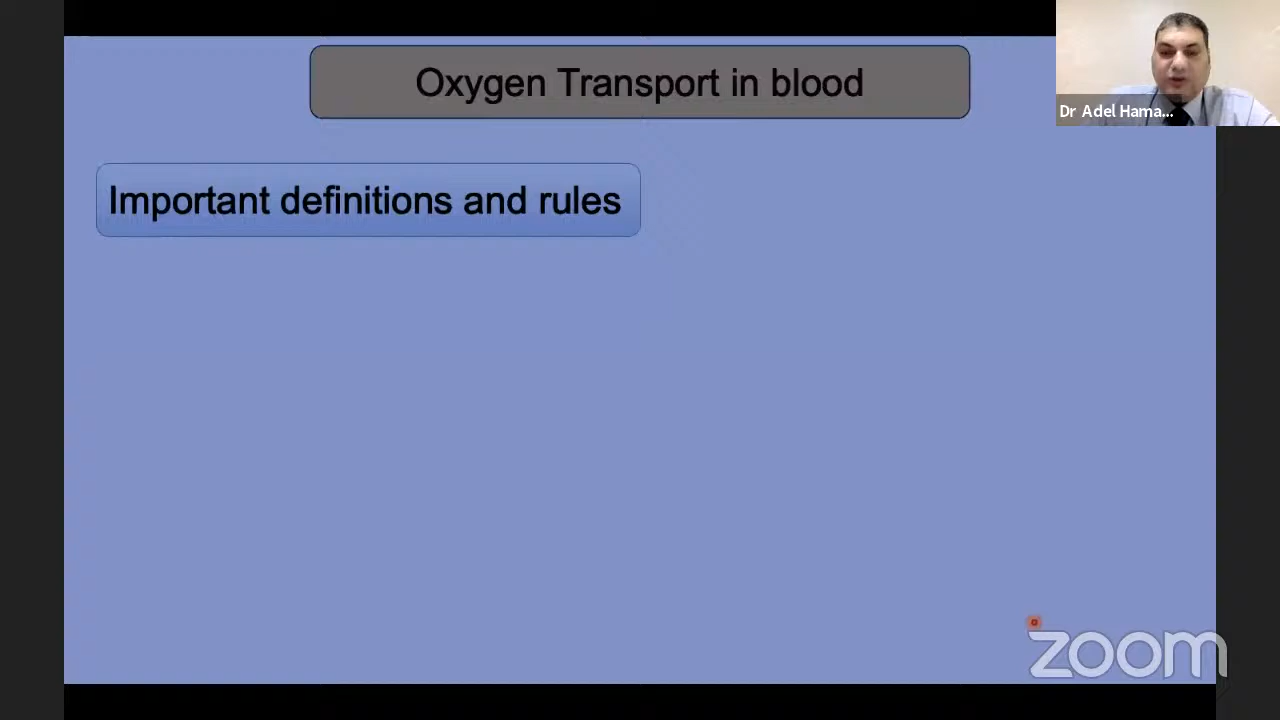 Oxygen Transport in blood
Dr Adel Hama...
Important definitions and rules
zoom